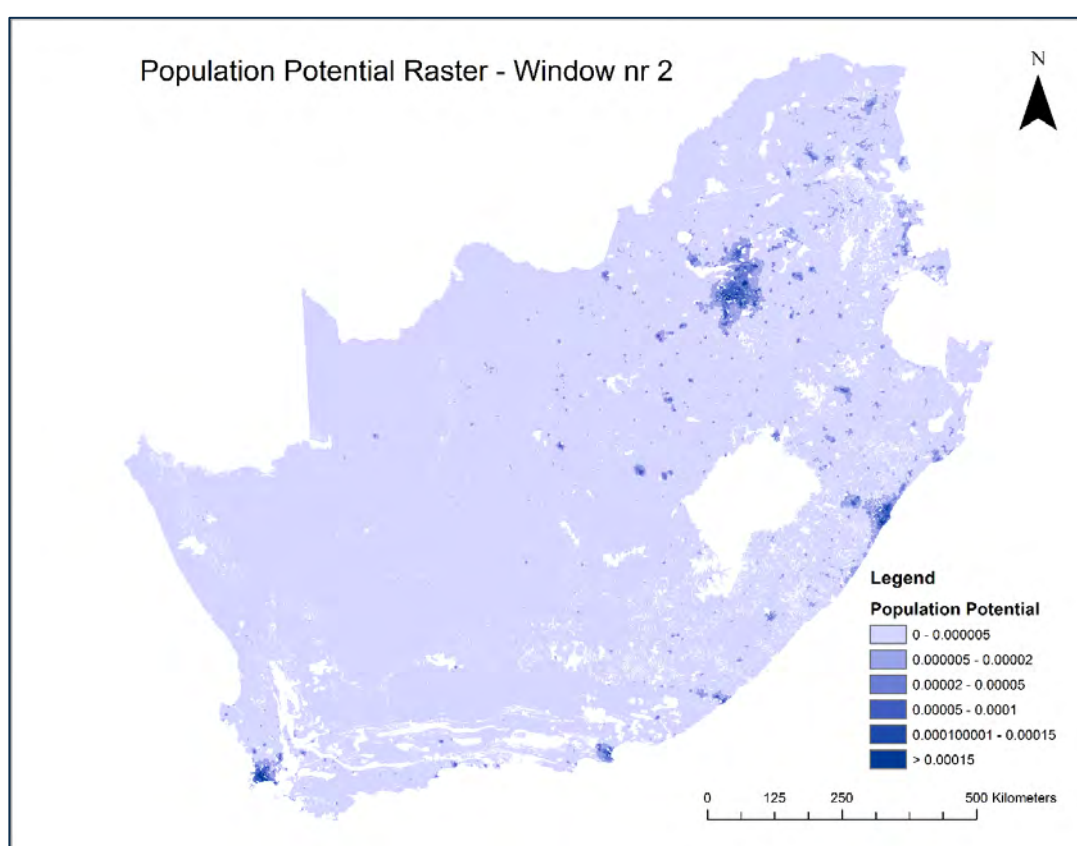 Population Potential Raster - Window nr 2
N
Legend
Population Potential
0 - 0.000005
0.000005 - 0.00002
0.00002 - 0.00005
0.00005 - 0.0001
0.000100001 - 0.00015
> 0.00015
0 125 250 500 Kilometers